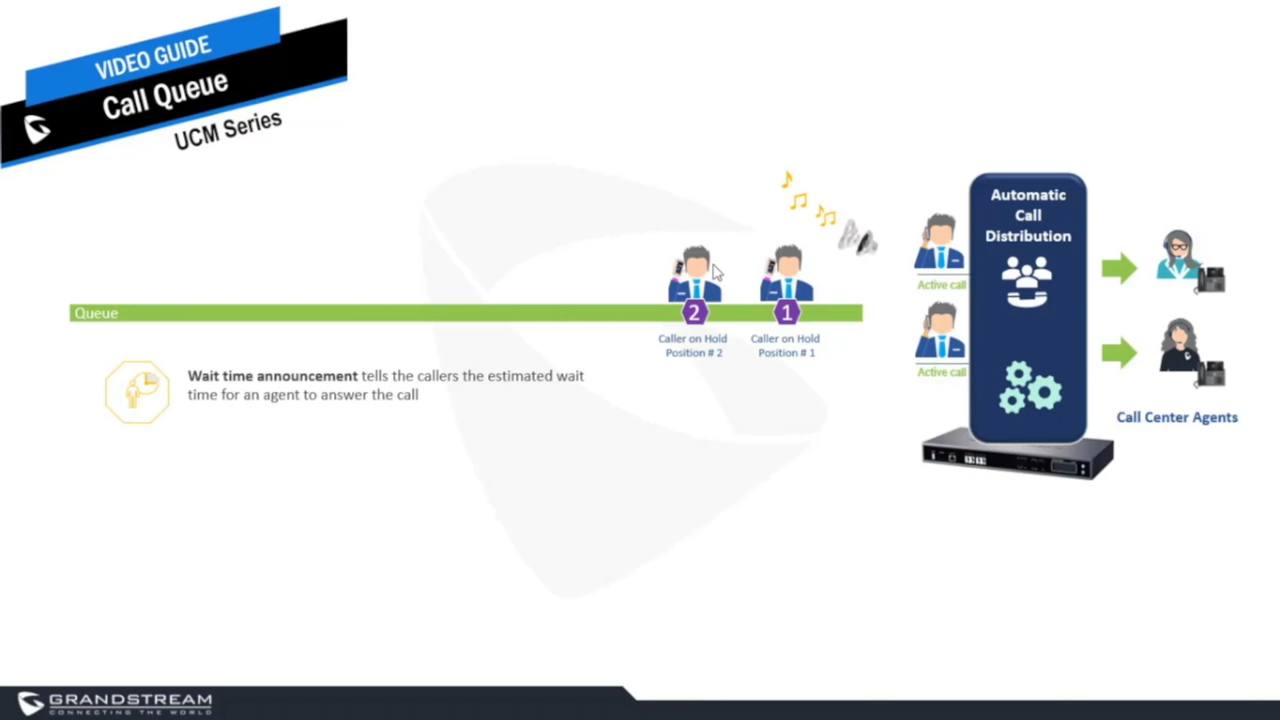 VIDEO GUIDE
Call Queue
UCM Series
Automatic
Call
Distribution
Active call
Active call
Queue
2
1
Caller on Hold
Position # 2
Caller on Hold
Position # 1
Wait time announcement tells the callers the estimated wait
time for an agent to answer the call
Call Center Agents
GRANDSTREAM
CONNECTING THE WORLD